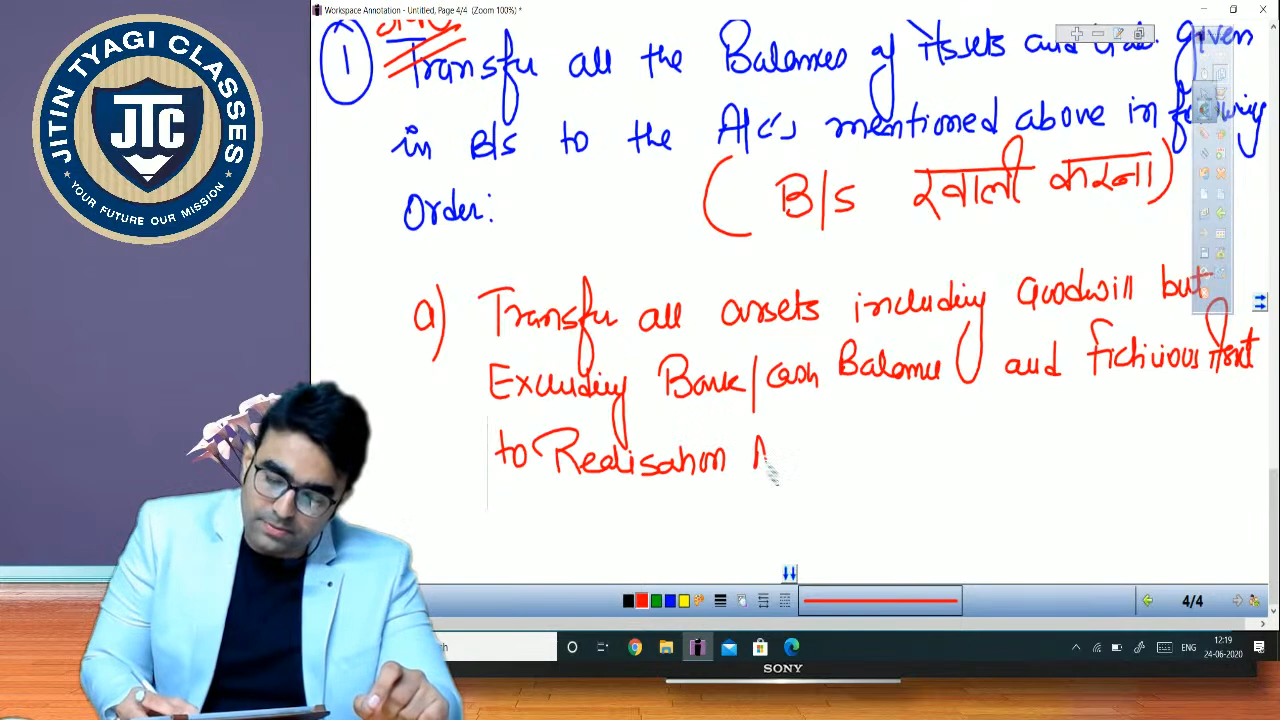 Workspace Annotation - Untitled, Page 4/4 (Zoom 100%) *
JITIN TYAGI CLASSES
JTC
YOUR FUTURE OUR MISSION
1 Transfer all the Balances of Assets and given
in B/S to the A/c's mentioned above in following
Order:
( B/S खाली करना )
a) Transfer all assets including Goodwill but
Excluding Bank/Cash Balance and fictivious Asset
to Realisation A
4/4
ENG
12:19
24-06-2020
SONY